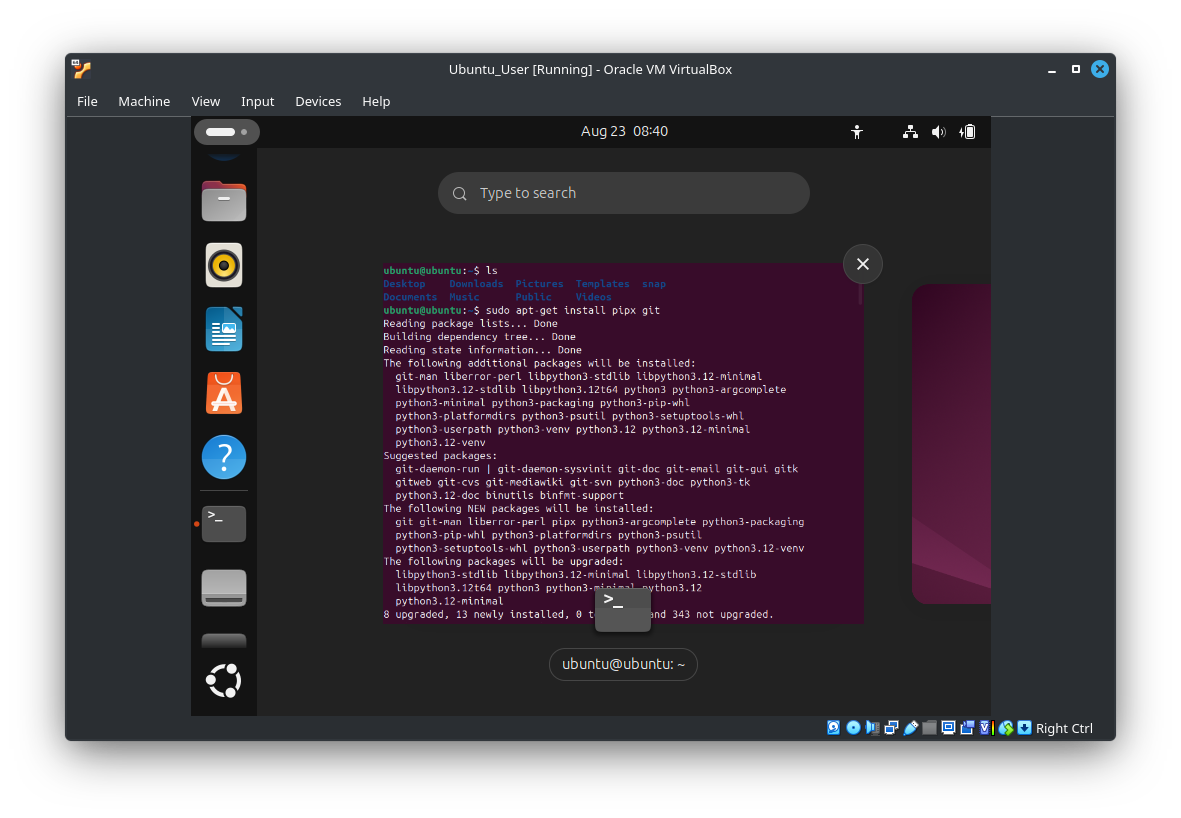 Ubuntu_User [Running] - Oracle VM VirtualBox
File Machine View Input Devices Help
Aug 23 08:40
Type to search
ubuntu@ubuntu:~$ ls
Desktop Downloads Pictures Templates snap
Documents Music Public Videos
ubuntu@ubuntu:~$ sudo apt-get install pipx git
Reading package lists... Done
Building dependency tree... Done
Reading state information... Done
The following additional packages will be installed:
git-man liberror-perl libpython3-stdlib libpython3.12-minimal
libpython3.12-stdlib libpython3.12t64 python3 python3-argcomplete
python3-minimal python3-packaging python3-pip-whl
python3-platformdirs python3-psutil python3-setuptools-whl
python3-userpath python3-venv python3.12 python3.12-minimal
python3.12-venv
Suggested packages:
git-daemon-run | git-daemon-sysvinit git-doc git-email git-gui gitk
gitweb git-cvs git-mediawiki git-svn python3-doc python3-tk
python3.12-doc binutils binfmt-support
The following NEW packages will be installed:
git git-man liberror-perl pipx python3-argcomplete python3-packaging
python3-pip-whl python3-platformdirs python3-psutil
python3-setuptools-whl python3-userpath python3-venv python3.12-venv
The following packages will be upgraded:
libpython3-stdlib libpython3.12-minimal libpython3.12-stdlib
libpython3.12t64 python3 python3-minimal python3.12
python3.12-minimal
8 upgraded, 13 newly installed, 0 and 343 not upgraded.
ubuntu@ubuntu: ~
Right Ctrl